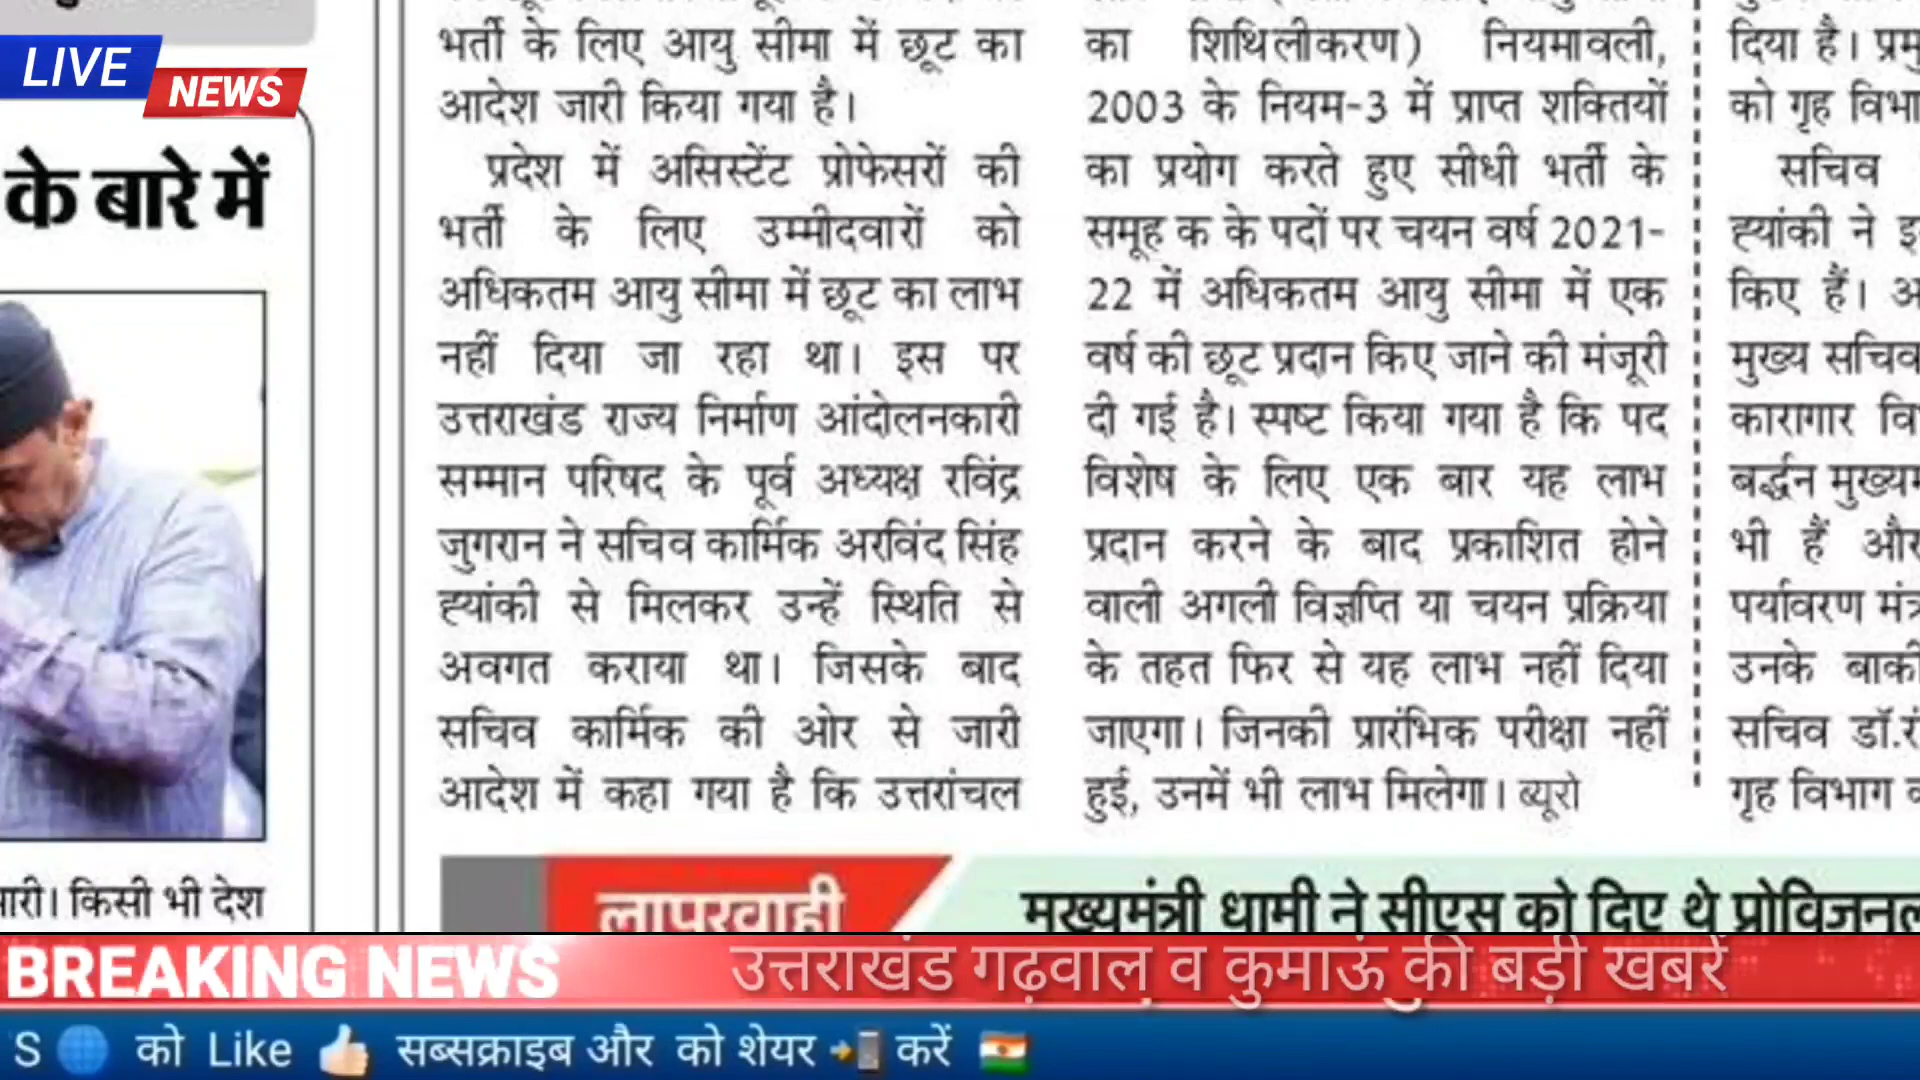 LIVE
NEWS
के बारे में
भर्ती के लिए आयु सीमा में छूट का
आदेश जारी किया गया है।
प्रदेश में असिस्टेंट प्रोफेसरों की
भर्ती के लिए उम्मीदवारों को
अधिकतम आयु सीमा में छूट का लाभ
नहीं दिया जा रहा था। इस पर
उत्तराखंड राज्य निर्माण आंदोलनकारी
सम्मान परिषद के पूर्व अध्यक्ष रविंद्र
जुगरान ने सचिव कार्मिक अरविंद सिंह
ह्यांकी से मिलकर उन्हें स्थिति से
अवगत कराया था। जिसके बाद
सचिव कार्मिक की ओर से जारी
आदेश में कहा गया है कि उत्तरांचल
का शिथिलीकरण) नियमावली,
2003 के नियम-3 में प्राप्त शक्तियों
का प्रयोग करते हुए सीधी भर्ती के
समूह क के पदों पर चयन वर्ष 2021-
22 में अधिकतम आयु सीमा में एक
वर्ष की छूट प्रदान किए जाने की मंजूरी
दी गई है। स्पष्ट किया गया है कि पद
विशेष के लिए एक बार यह लाभ
प्रदान करने के बाद प्रकाशित होने
वाली अगली विज्ञप्ति या चयन प्रक्रिया
के तहत फिर से यह लाभ नहीं दिया
जाएगा। जिनकी प्रारंभिक परीक्षा नहीं
हुई, उनमें भी लाभ मिलेगा। ब्यूरो
दिया है।
को गृह
सचिव
ह्यांकी ने
किए हैं।
मुख्य सचिव
कारागार
बर्द्धन
भी हैं
पर्यावरण
उनके
सचिव डॉ.
गृह विभाग
किसी भी देश
लापरवाही
मुख्यमंत्री धामी ने सीएस को दिए थे
BREAKING NEWS
उत्तराखंड गढ़वाल व कुमाऊं की बड़ी खबरें
S 🌐 को Like 👍 सब्सक्राइब और को शेयर 📲 करें 🇮🇳